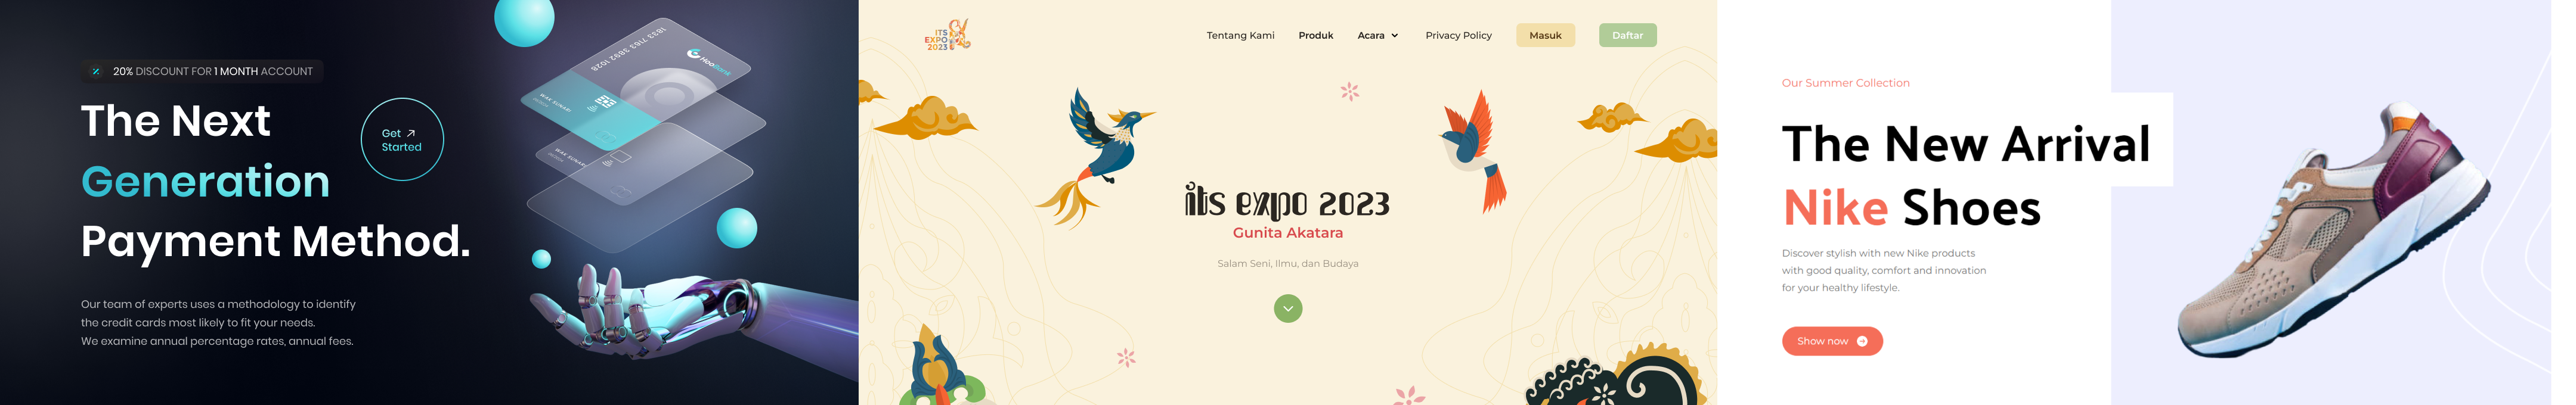 20% DISCOUNT FOR 1 MONTH ACCOUNT
The Next
Generation
Payment Method.
Get
Started
Our team of experts uses a methodology to identify
the credit cards most likely to fit your needs.
We examine annual percentage rates, annual fees.
HooBank
ITS
EXPO
2023
Tentang Kami
Produk
Acara
Privacy Policy
Masuk
Daftar
its expo 2023
Gunita Akatara
Salam Seni, Ilmu, dan Budaya
Our Summer Collection
The New Arrival
Nike Shoes
Discover stylish with new Nike products
with good quality, comfort and innovation
for your healthy lifestyle.
Show now